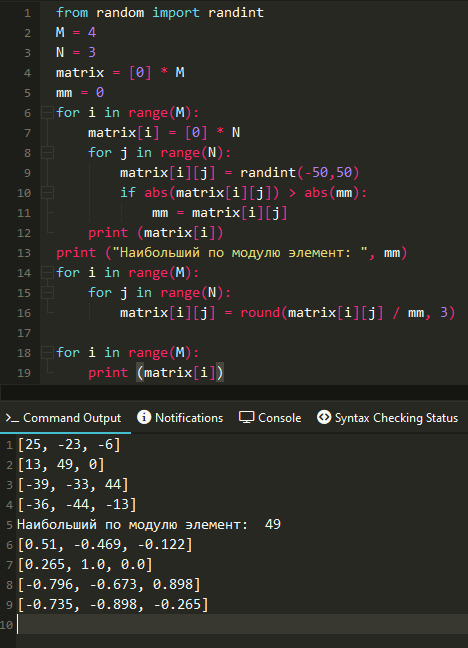 1 from random import randint
2 M = 4
3 N = 3
4 matrix = [0] * M
5 mm = 0
6 for i in range(M):
7     matrix[i] = [0] * N
8     for j in range(N):
9         matrix[i][j] = randint(-50,50)
10         if abs(matrix[i][j]) > abs(mm):
11             mm = matrix[i][j]
12     print (matrix[i])
13 print ("Наибольший по модулю элемент: ", mm)
14 for i in range(M):
15     for j in range(N):
16         matrix[i][j] = round(matrix[i][j] / mm, 3)
17
18 for i in range(M):
19     print (matrix[i])
>_ Command Output Notifications Console Syntax Checking Status
1 [25, -23, -6]
2 [13, 49, 0]
3 [-39, -33, 44]
4 [-36, -44, -13]
5 Наибольший по модулю элемент:  49
6 [0.51, -0.469, -0.122]
7 [0.265, 1.0, 0.0]
8 [-0.796, -0.673, 0.898]
9 [-0.735, -0.898, -0.265]
10